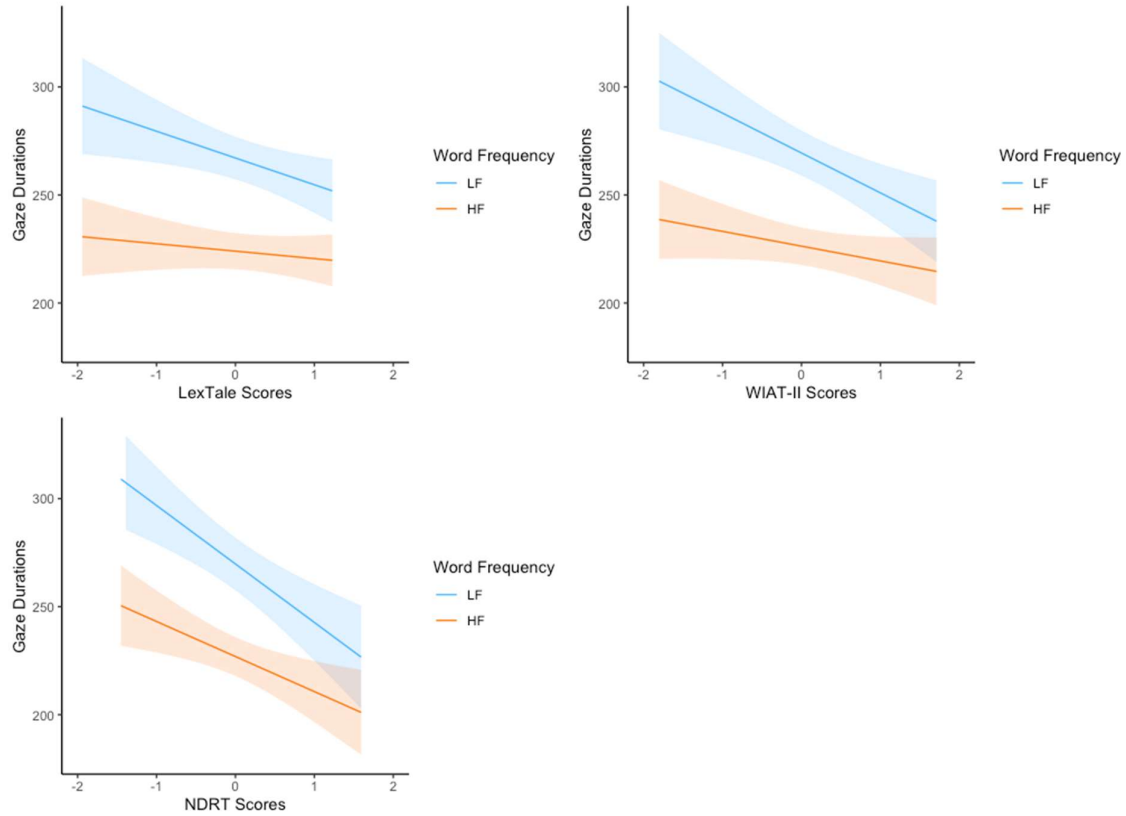 Gaze Durations
300
250
200
-2 -1 0 1 2
LexTale Scores
Word Frequency
LF
HF
Gaze Durations
300
250
200
-2 -1 0 1 2
WIAT-II Scores
Word Frequency
LF
HF
Gaze Durations
300
250
200
-2 -1 0 1 2
NDRT Scores
Word Frequency
LF
HF